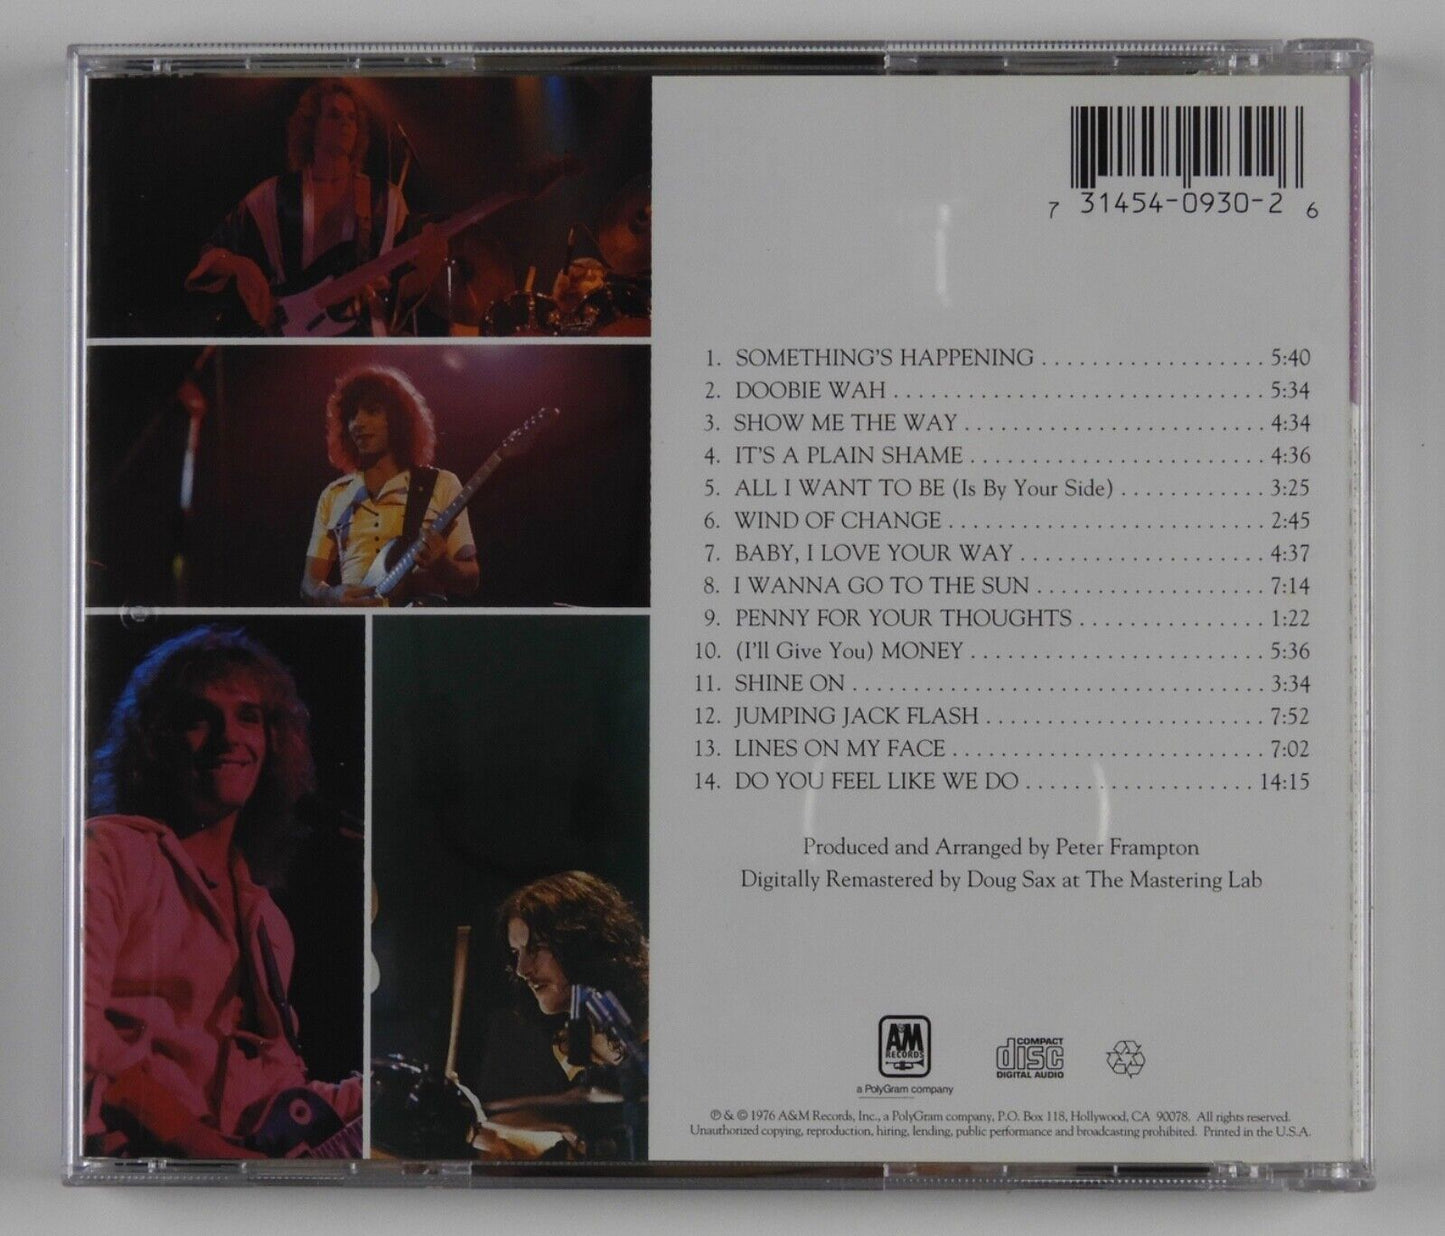 7 31454-0930-2 6
1. SOMETHING'S HAPPENING . . . . . . . . . . . . . . . . . . . 5:40
2. DOOBIE WAH . . . . . . . . . . . . . . . . . . . . . . . . . . . . . . . 5:34
3. SHOW ME THE WAY . . . . . . . . . . . . . . . . . . . . . . . . . 4:34
4. IT'S A PLAIN SHAME . . . . . . . . . . . . . . . . . . . . . . . . . 4:36
5. ALL I WANT TO BE (Is By Your Side) . . . . . . . . . . . . 3:25
6. WIND OF CHANGE . . . . . . . . . . . . . . . . . . . . . . . . . . 2:45
7. BABY, I LOVE YOUR WAY . . . . . . . . . . . . . . . . . . . . . 4:37
8. I WANNA GO TO THE SUN . . . . . . . . . . . . . . . . . . . 7:14
9. PENNY FOR YOUR THOUGHTS . . . . . . . . . . . . . . . 1:22
10. (I'll Give You) MONEY . . . . . . . . . . . . . . . . . . . . . . . . 5:36
11. SHINE ON . . . . . . . . . . . . . . . . . . . . . . . . . . . . . . . . . . 3:34
12. JUMPING JACK FLASH . . . . . . . . . . . . . . . . . . . . . . . 7:52
13. LINES ON MY FACE . . . . . . . . . . . . . . . . . . . . . . . . . . 7:02
14. DO YOU FEEL LIKE WE DO . . . . . . . . . . . . . . . . . . . 14:15
Produced and Arranged by Peter Frampton
Digitally Remastered by Doug Sax at The Mastering Lab
A&M
RECORDS
a PolyGram company
COMPACT
disc
DIGITAL AUDIO
℗ & © 1976 A&M Records, Inc., a PolyGram company, P.O. Box 118, Hollywood, CA 90078. All rights reserved.
Unauthorized copying, reproduction, hiring, lending, public performance and broadcasting prohibited. Printed in the U.S.A.